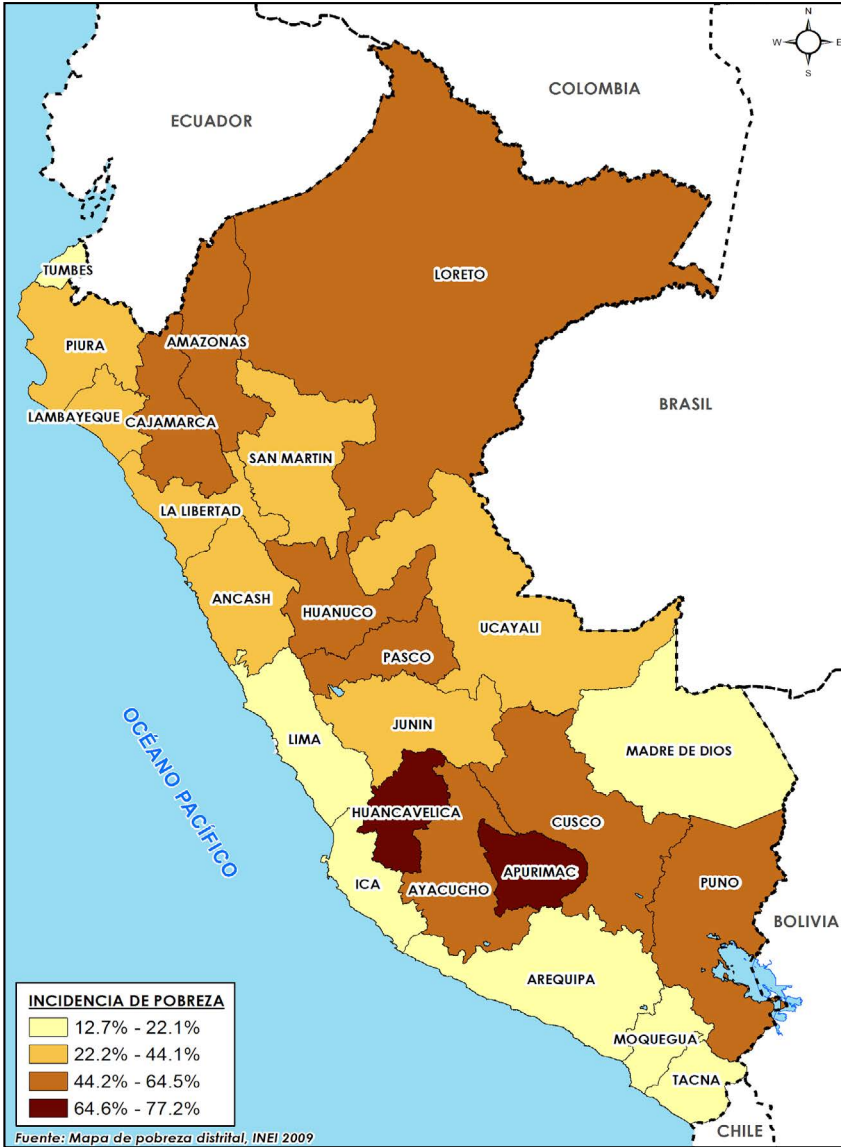 N
W E
S
COLOMBIA
ECUADOR
TUMBES
LORETO
AMAZONAS
PIURA
BRASIL
LAMBAYEQUE
CAJAMARCA
SAN MARTIN
LA LIBERTAD
ANCASH
HUANUCO
UCAYALI
PASCO
OCÉANO PACÍFICO
JUNIN
LIMA
MADRE DE DIOS
HUANCAVELICA
CUSCO
APURIMAC
ICA
AYACUCHO
PUNO
BOLIVIA
AREQUIPA
MOQUEGUA
TACNA
CHILE
INCIDENCIA DE POBREZA
12.7% - 22.1%
22.2% - 44.1%
44.2% - 64.5%
64.6% - 77.2%
Fuente: Mapa de pobreza distrital, INEI 2009